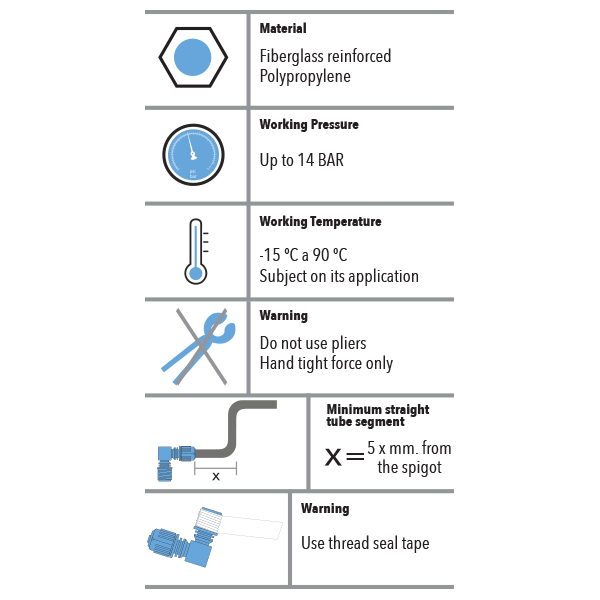 Material
Fiberglass reinforced
Polypropylene
Working Pressure
Up to 14 BAR
Working Temperature
-15 ºC a 90 ºC
Subject on its application
Warning
Do not use pliers
Hand tight force only
Minimum straight
tube segment
x = 5 x mm. from
the spigot
x
Warning
Use thread seal tape